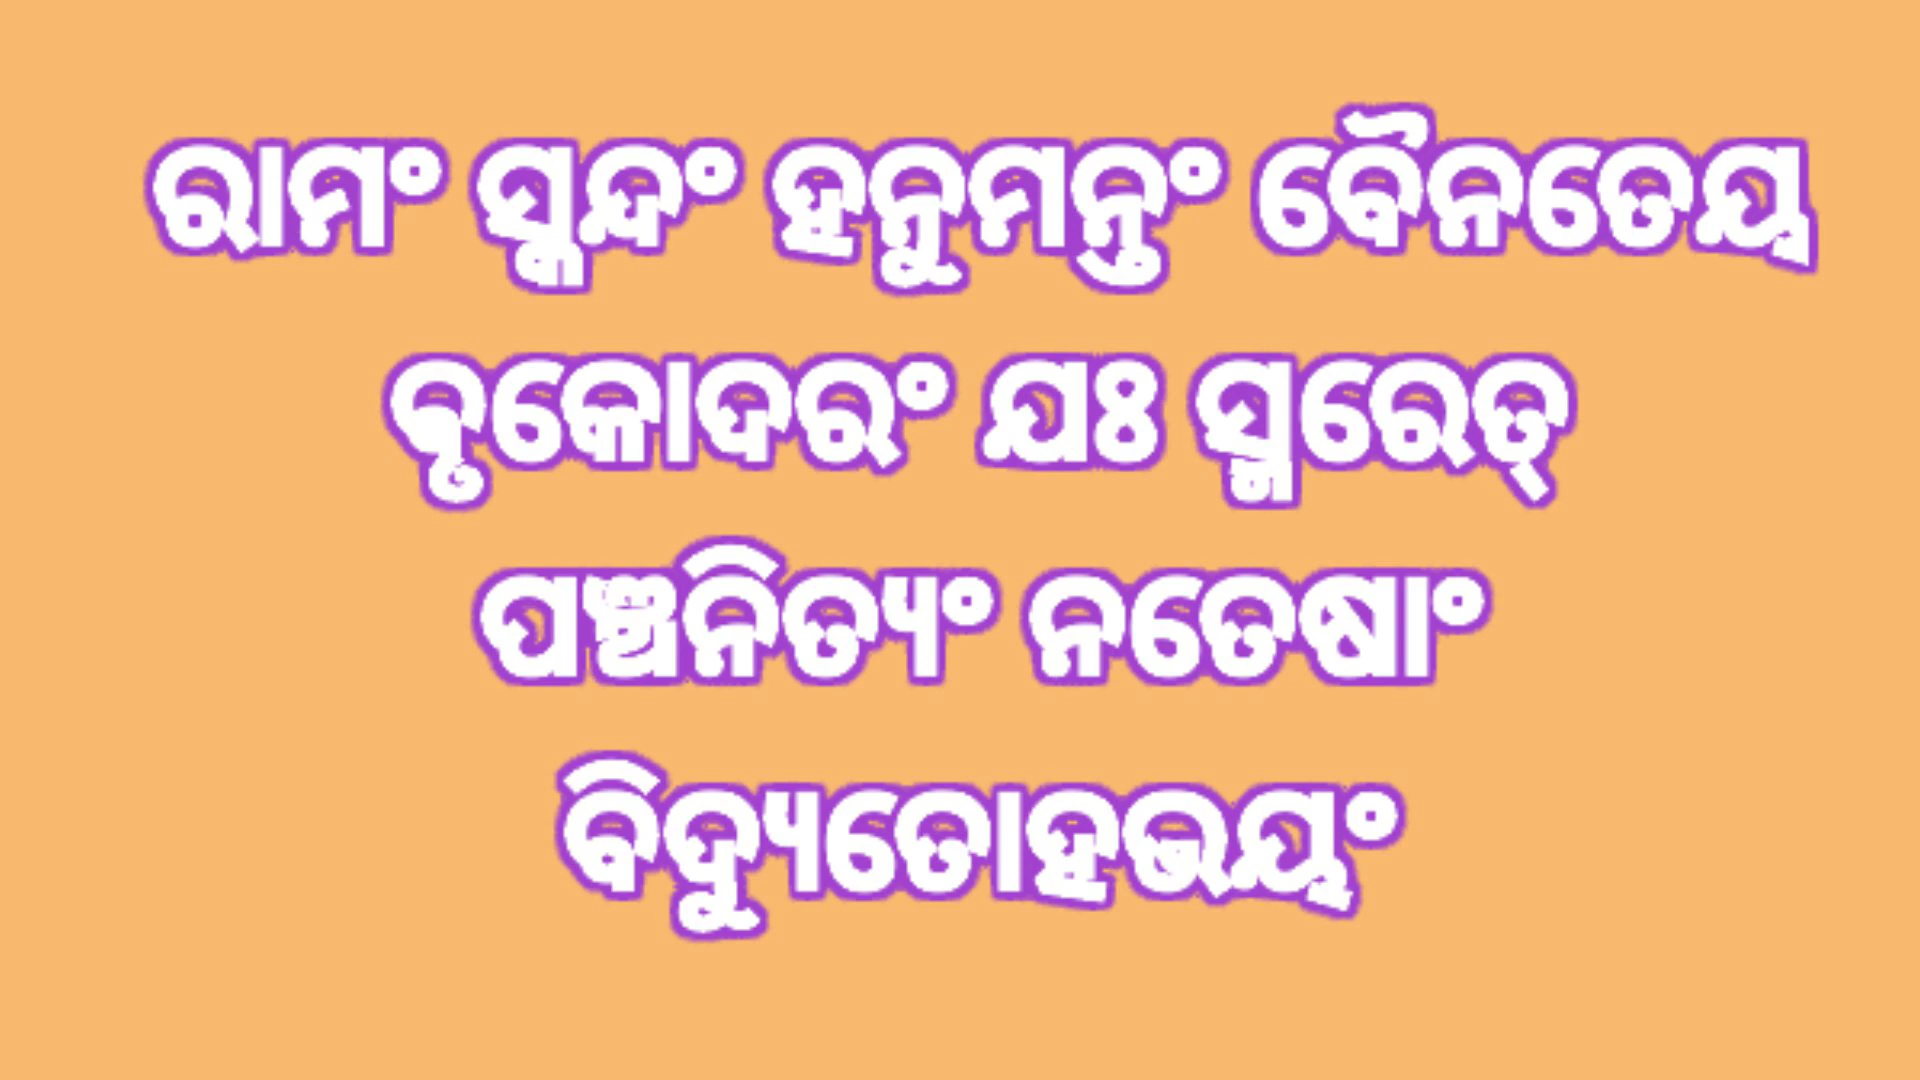 ରାମଂ ସ୍କନ୍ଦଂ ହନୁମନ୍ତଂ ବୈନତେୟ
ବୃକୋଦରଂ ଯଃ ସ୍ମରେତ୍
ପଞ୍ଚନିତ୍ୟଂ ନତେଷାଂ
ବିଦ୍ୟୁତୋହଭୟଂ